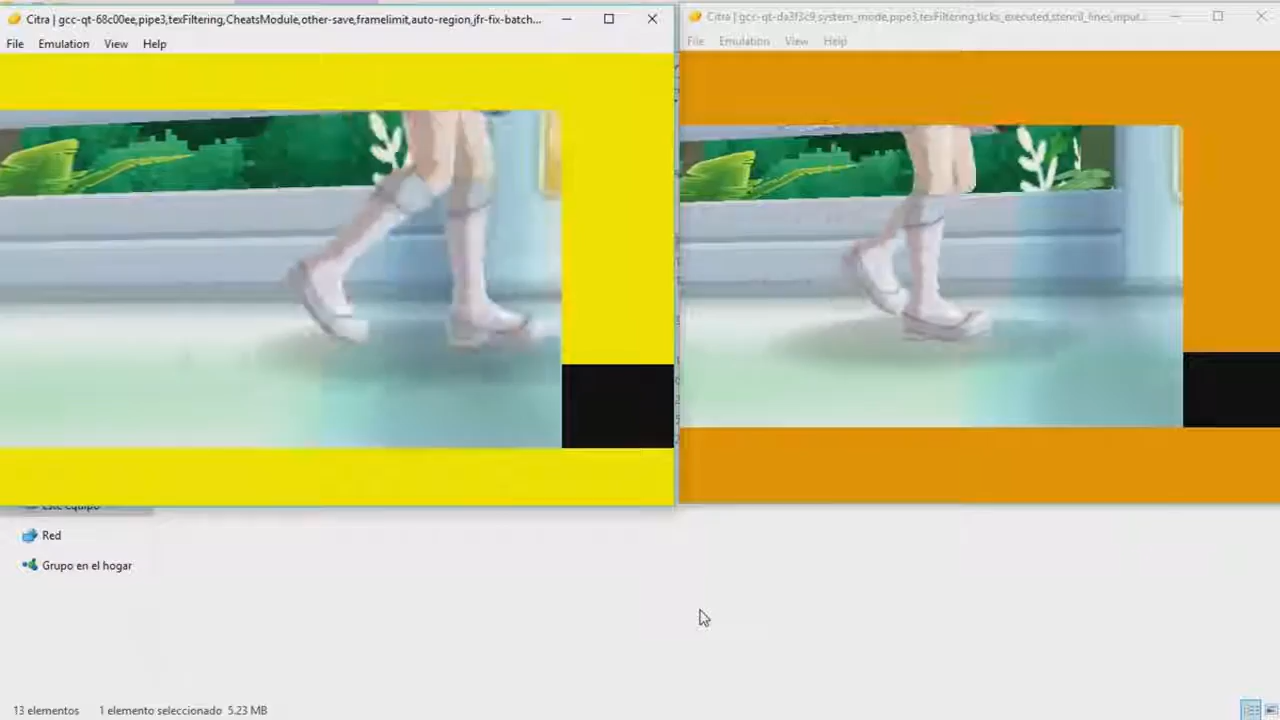 Citra | gcc-qt-68c00ee,pipe3,texFiltering,CheatsModule,other-save,framelimit,auto-region,jfr-fix-batch...
File Emulation View Help
Citra | gcc-qt-da3f3c9,system_mode,pipe3,texFiltering,ticks_executed,stencil_lines,input...
File Emulation View Help
Este equipo
Red
Grupo en el hogar
13 elementos 1 elemento seleccionado 5.23 MB